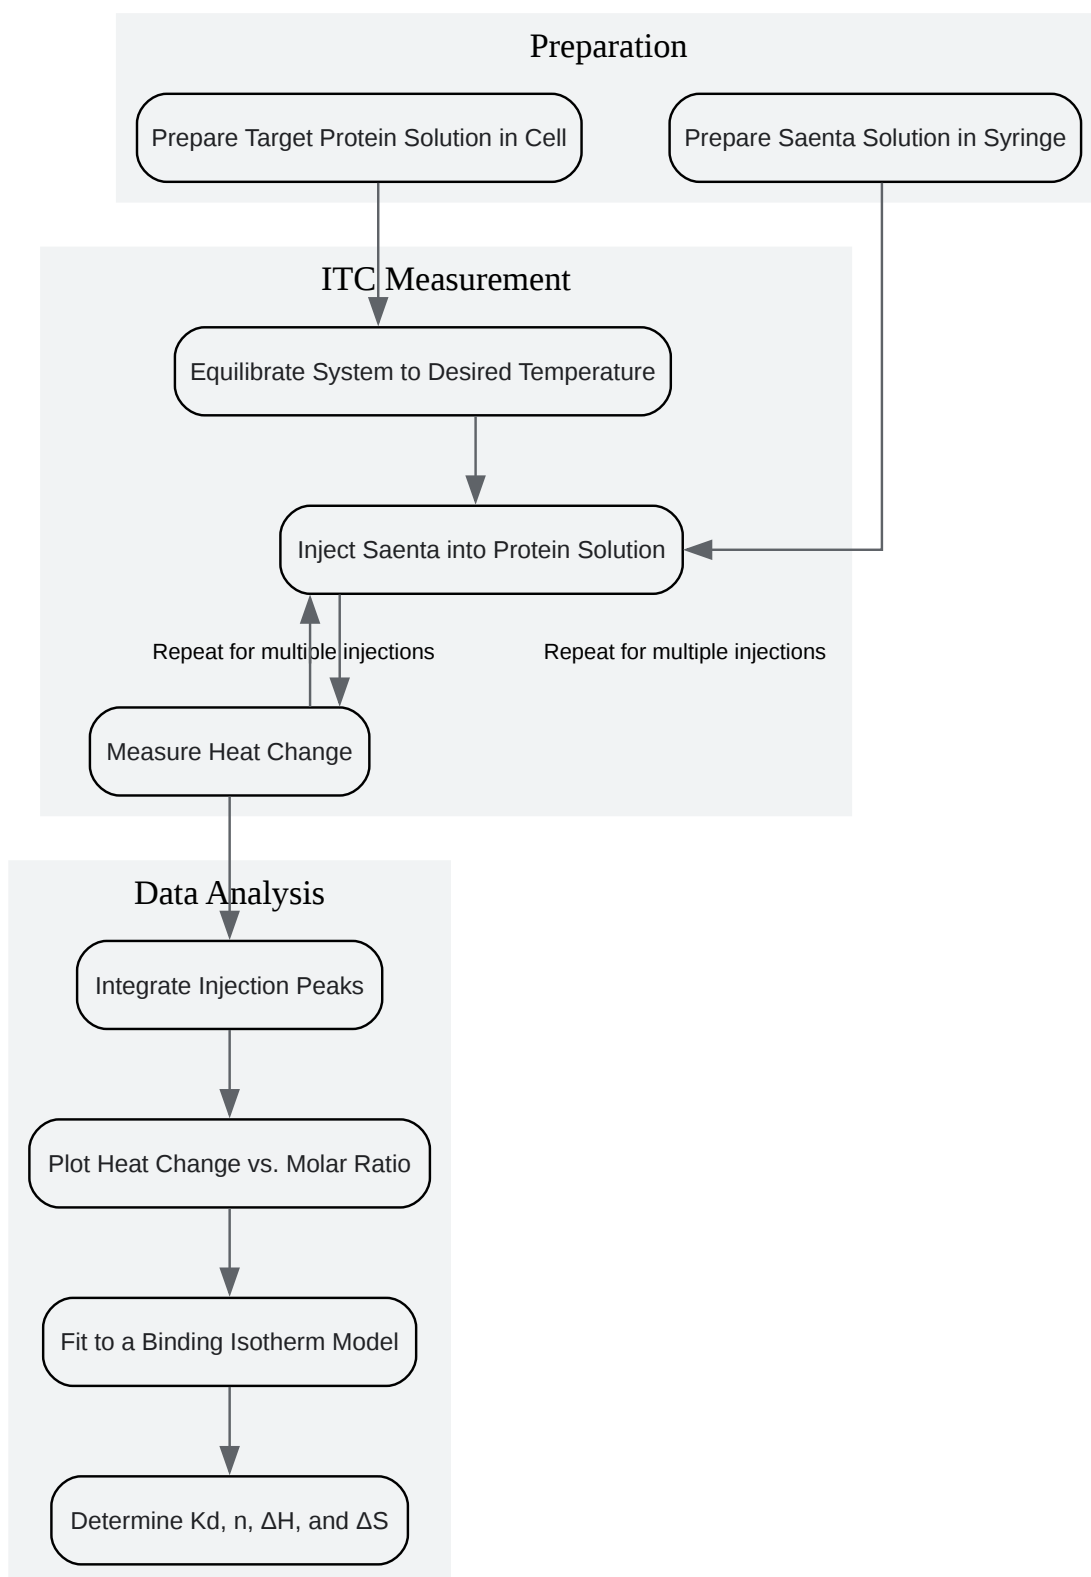 Preparation
Prepare Target Protein Solution in Cell
Prepare Saenta Solution in Syringe
ITC Measurement
Equilibrate System to Desired Temperature
Inject Saenta into Protein Solution
Repeat for multiple injections
Repeat for multiple injections
Measure Heat Change
Data Analysis
Integrate Injection Peaks
Plot Heat Change vs. Molar Ratio
Fit to a Binding Isotherm Model
Determine Kd, n, ΔH, and ΔS